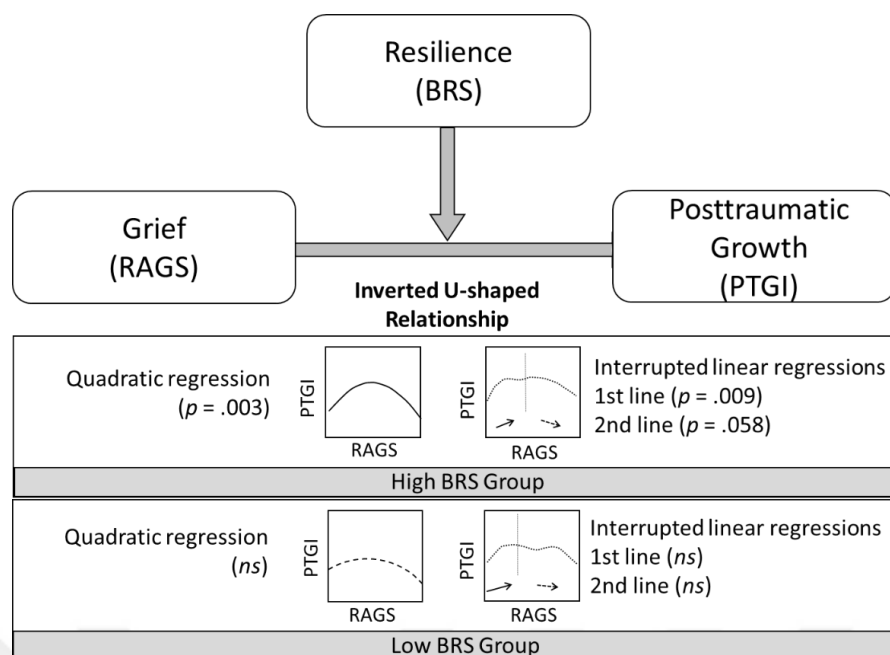 Resilience
(BRS)
Grief
(RAGS)
Posttraumatic
Growth
(PTGI)
Inverted U-shaped
Relationship
Quadratic regression
(p = .003)
PTGI
RAGS
PTGI
RAGS
Interrupted linear regressions
1st line (p = .009)
2nd line (p = .058)
High BRS Group
Quadratic regression
(ns)
PTGI
RAGS
PTGI
RAGS
Interrupted linear regressions
1st line (ns)
2nd line (ns)
Low BRS Group